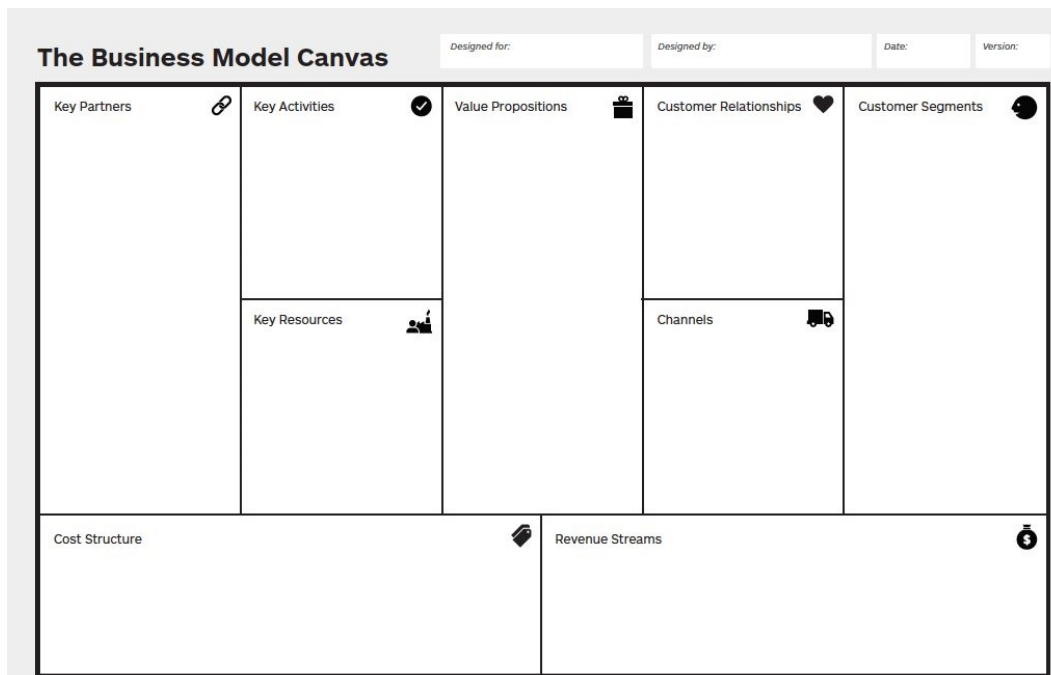 The Business Model Canvas
Designed for:
Designed by:
Date:
Version:
Key Partners
Key Activities
Value Propositions
Customer Relationships
Customer Segments
Key Resources
Channels
Cost Structure
Revenue Streams
$